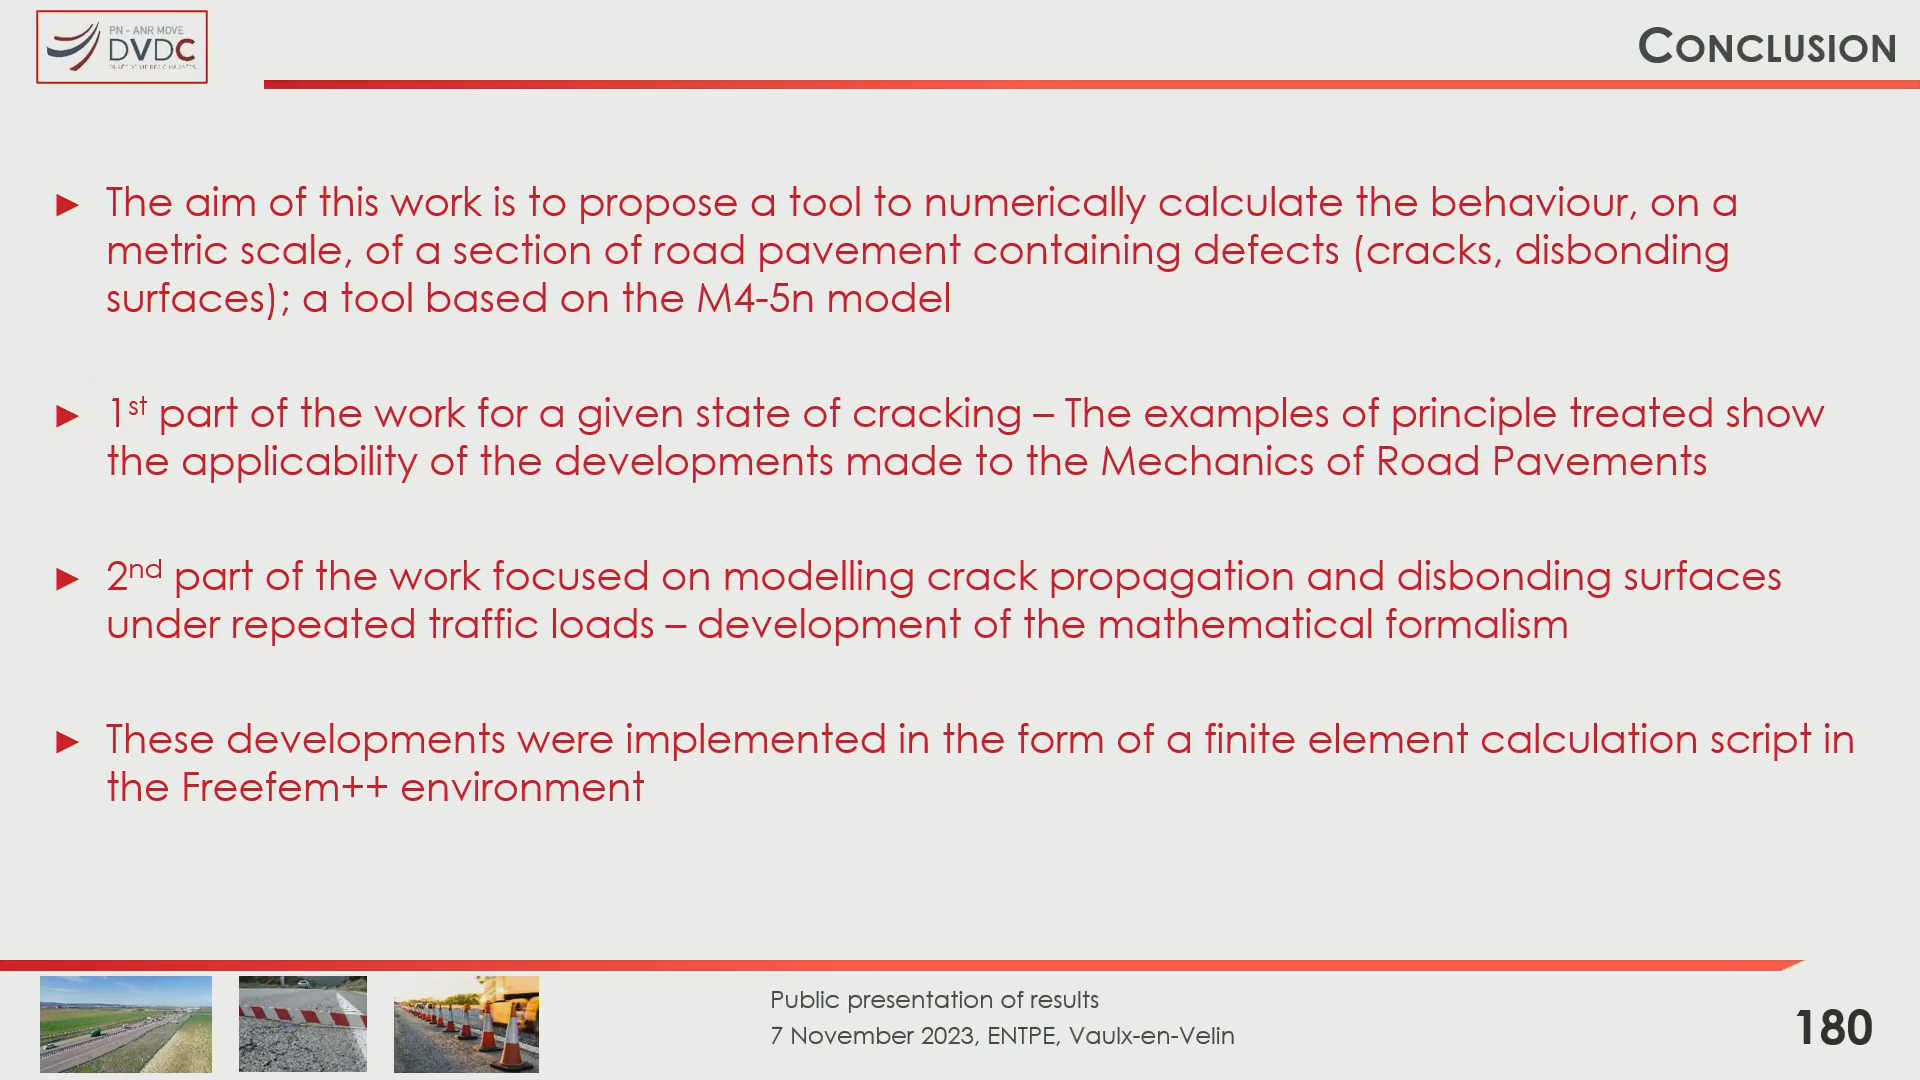 PN - ANR MOVE
DVDC
CONCLUSION
► The aim of this work is to propose a tool to numerically calculate the behaviour, on a
metric scale, of a section of road pavement containing defects (cracks, disbonding
surfaces); a tool based on the M4-5n model
► 1st part of the work for a given state of cracking – The examples of principle treated show
the applicability of the developments made to the Mechanics of Road Pavements
► 2nd part of the work focused on modelling crack propagation and disbonding surfaces
under repeated traffic loads – development of the mathematical formalism
► These developments were implemented in the form of a finite element calculation script in
the Freefem++ environment
Public presentation of results
7 November 2023, ENTPE, Vaulx-en-Velin
180